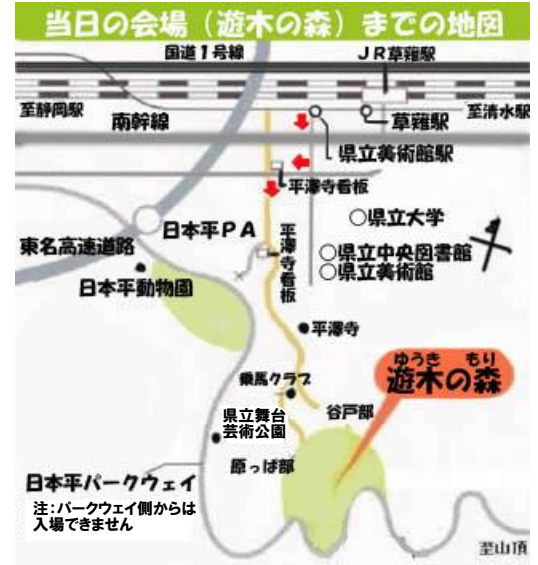 当日の会場（遊木の森）までの地図
国道１号線
ＪＲ草薙駅
至静岡駅
至清水駅
南幹線
草薙駅
県立美術館駅
平澤寺看板
○県立大学
日本平ＰＡ
平澤寺看板
東名高速道路
○県立中央図書館
○県立美術館
日本平動物園
平澤寺
ゆうき もり
遊木の森
乗馬クラブ
谷戸部
県立舞台
芸術公園
原っぱ部
日本平パークウェイ
注：パークウェイ側からは
入場できません
至山頂